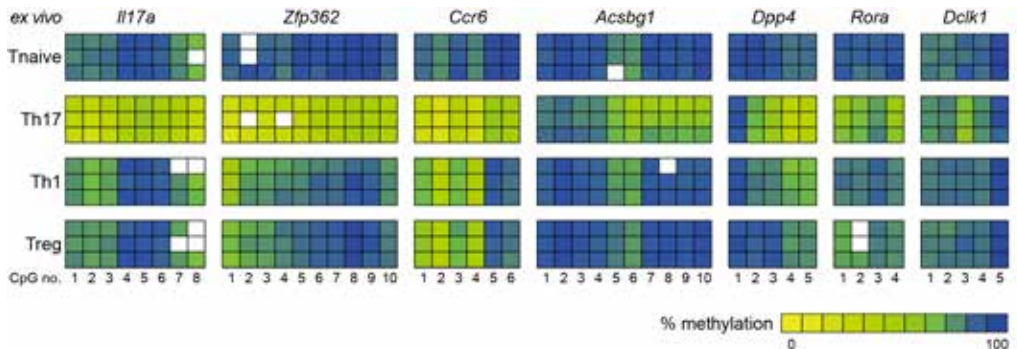 ex vivo Il17a Zfp362 Ccr6 Acsbg1 Dpp4 Rora Dclk1
Tnaive
Th17
Th1
Treg
CpG no. 1 2 3 4 5 6 7 8 1 2 3 4 5 6 7 8 9 10 1 2 3 4 5 6 1 2 3 4 5 6 7 8 9 10 1 2 3 4 5 1 2 3 4 1 2 3 4 5
% methylation
0 100